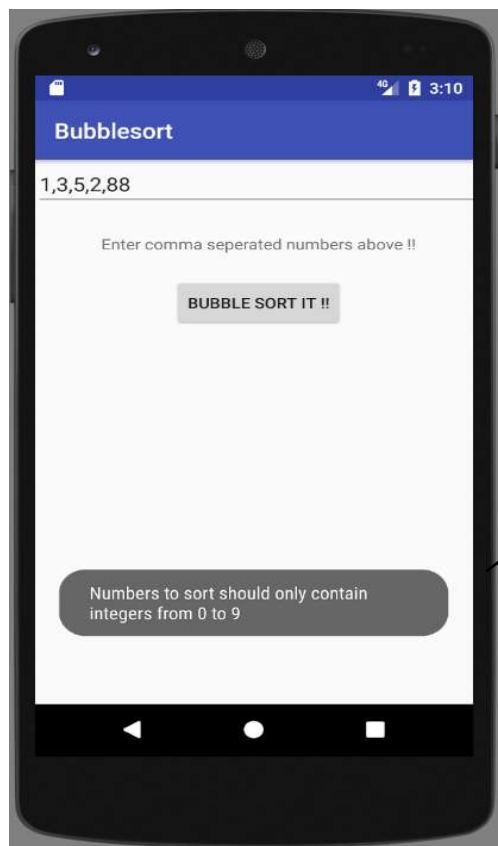 4G 3:10
Bubblesort
1,3,5,2,88
Enter comma seperated numbers above !!
BUBBLE SORT IT !!
Numbers to sort should only contain
integers from 0 to 9